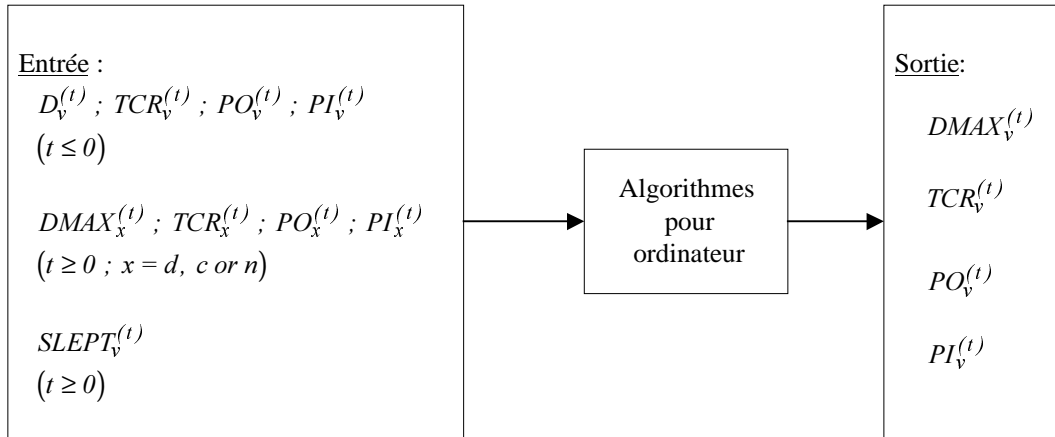 Entrée :
D_v^(t) ; TCR_v^(t) ; PO_v^(t) ; PI_v^(t)
(t ≤ 0)
DMAX_x^(t) ; TCR_x^(t) ; PO_x^(t) ; PI_x^(t)
(t ≥ 0 ; x = d, c or n)
SLEPT_v^(t)
(t ≥ 0)
Algorithmes
pour
ordinateur
Sortie:
DMAX_v^(t)
TCR_v^(t)
PO_v^(t)
PI_v^(t)